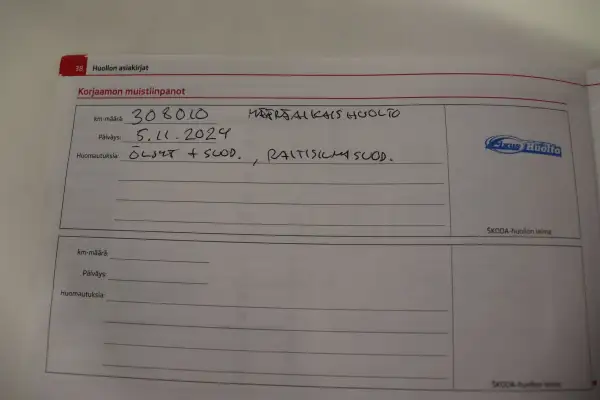 38 Huollon asiakirjat
Korjaamon muistiinpanot
km-määrä: 308010 MÄÄRÄAIKAISHUOLTO
Päiväys: 5.11.2024
Huomautuksia: ÖLJYT + SUOD., RAITISILMASUOD.
Huolto
ŠKODA-huollon leima
km-määrä:
Päiväys:
Huomautuksia:
ŠKODA-huollon leima